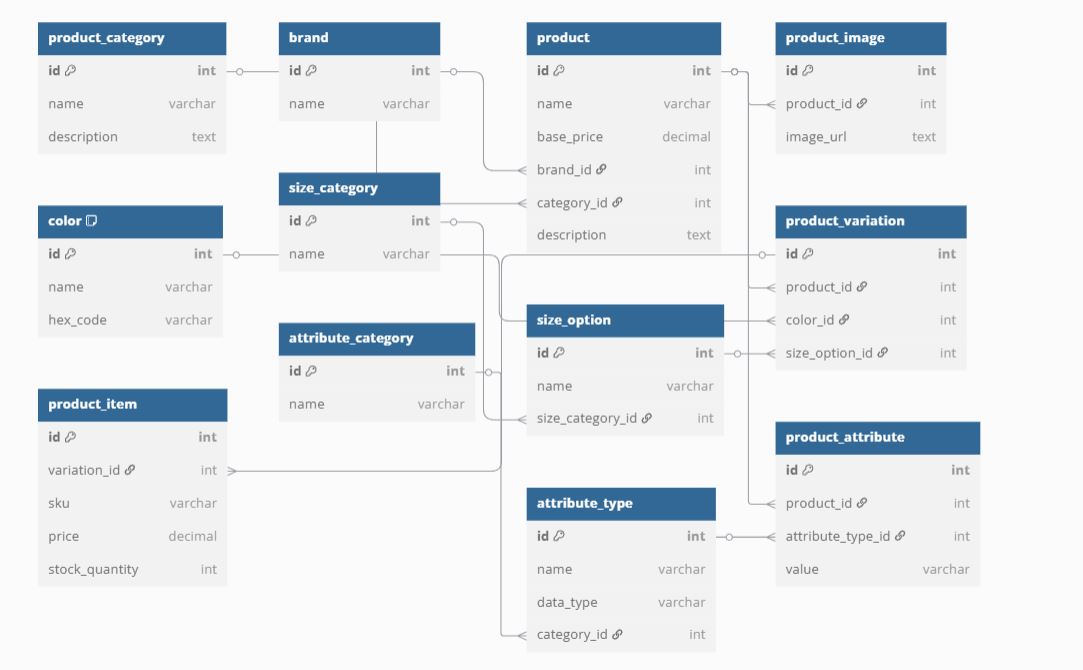 product_category
id int
name varchar
description text
brand
id int
name varchar
product
id int
name varchar
base_price decimal
brand_id int
category_id int
description text
product_image
id int
product_id int
image_url text
size_category
id int
name varchar
color
id int
name varchar
hex_code varchar
product_variation
id int
product_id int
color_id int
size_option_id int
size_option
id int
name varchar
size_category_id int
attribute_category
id int
name varchar
product_item
id int
variation_id int
sku varchar
price decimal
stock_quantity int
attribute_type
id int
name varchar
data_type varchar
category_id int
product_attribute
id int
product_id int
attribute_type_id int
value varchar